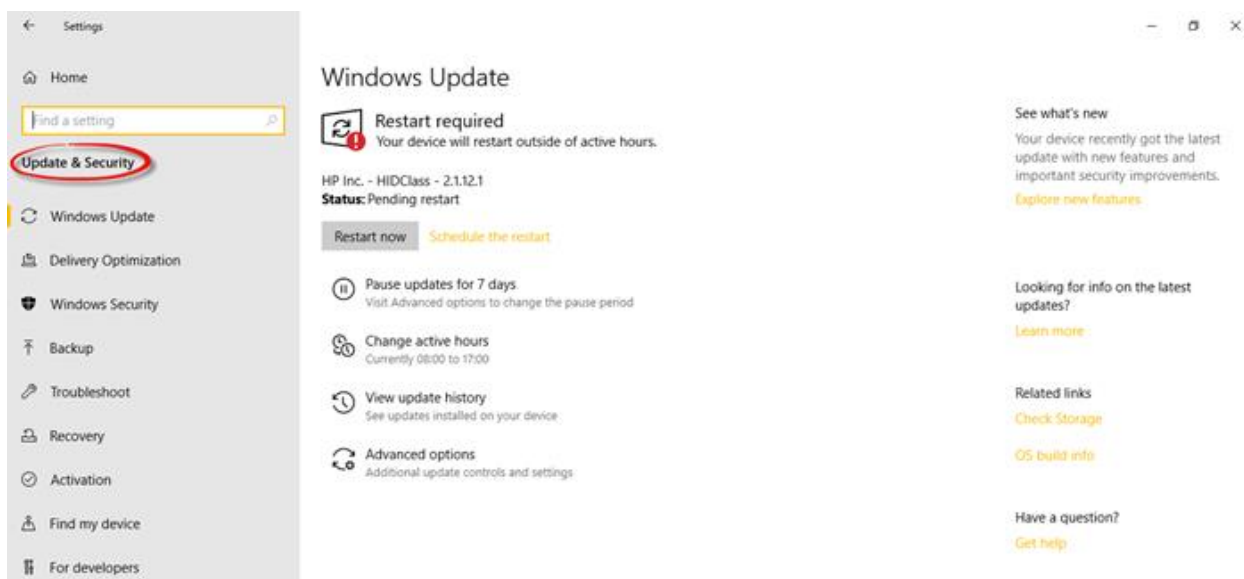 Settings
Home
Find a setting
Update & Security
Windows Update
Delivery Optimization
Windows Security
Backup
Troubleshoot
Recovery
Activation
Find my device
For developers
Windows Update
Restart required
Your device will restart outside of active hours.
HP Inc. - HIDClass - 2.1.12.1
Status: Pending restart
Restart now
Schedule the restart
Pause updates for 7 days
Visit Advanced options to change the pause period
Change active hours
Currently 08:00 to 17:00
View update history
See updates installed on your device
Advanced options
Additional update controls and settings
See what's new
Your device recently got the latest
update with new features and
important security improvements.
Explore new features
Looking for info on the latest
updates?
Learn more
Related links
Check Storage
OS build info
Have a question?
Get help